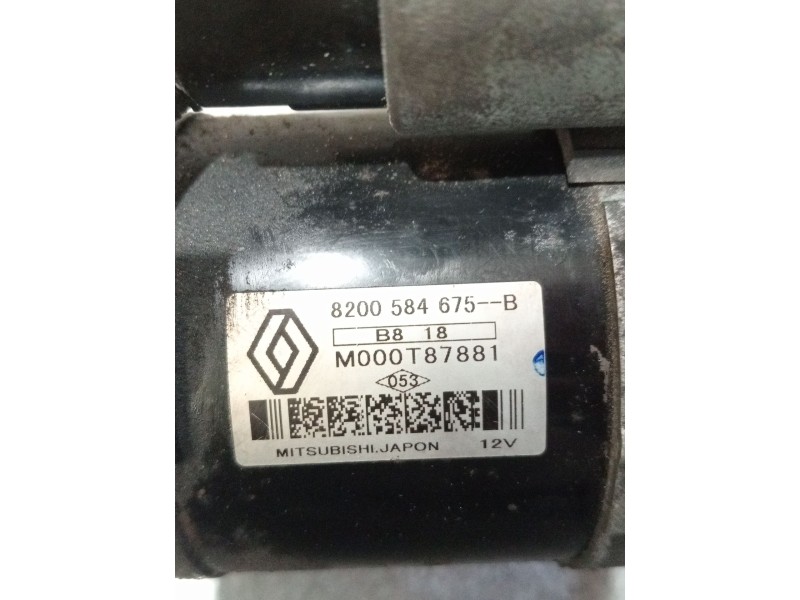 8200 584 675--B
B8 18
M000T87881
053
MITSUBISHI.JAPON 12V